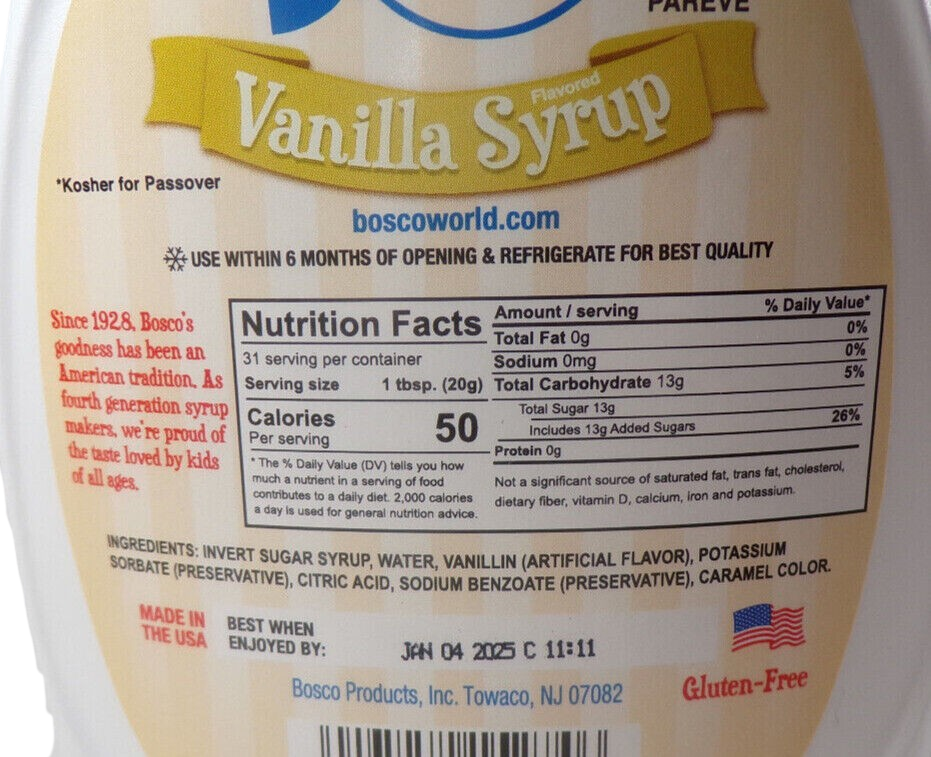 PAREVE
Vanilla Flavored Syrup
*Kosher for Passover
boscoworld.com
USE WITHIN 6 MONTHS OF OPENING & REFRIGERATE FOR BEST QUALITY
Since 1928, Bosco's
goodness has been an
American tradition. As
fourth generation syrup
makers, we're proud of
the taste loved by kids
of all ages.
Nutrition Facts
31 serving per container
Serving size 1 tbsp. (20g)
Calories
Per serving 50
* The % Daily Value (DV) tells you how
much a nutrient in a serving of food
contributes to a daily diet. 2,000 calories
a day is used for general nutrition advice.
Amount / serving % Daily Value*
Total Fat 0g 0%
Sodium 0mg 0%
Total Carbohydrate 13g 5%
Total Sugar 13g
Includes 13g Added Sugars 26%
Protein 0g
Not a significant source of saturated fat, trans fat, cholesterol,
dietary fiber, vitamin D, calcium, iron and potassium.
INGREDIENTS: INVERT SUGAR SYRUP, WATER, VANILLIN (ARTIFICIAL FLAVOR), POTASSIUM
SORBATE (PRESERVATIVE), CITRIC ACID, SODIUM BENZOATE (PRESERVATIVE), CARAMEL COLOR.
MADE IN
THE USA
BEST WHEN
ENJOYED BY:
JAN 04 2025 C 11:11
Bosco Products, Inc. Towaco, NJ 07082
Gluten-Free